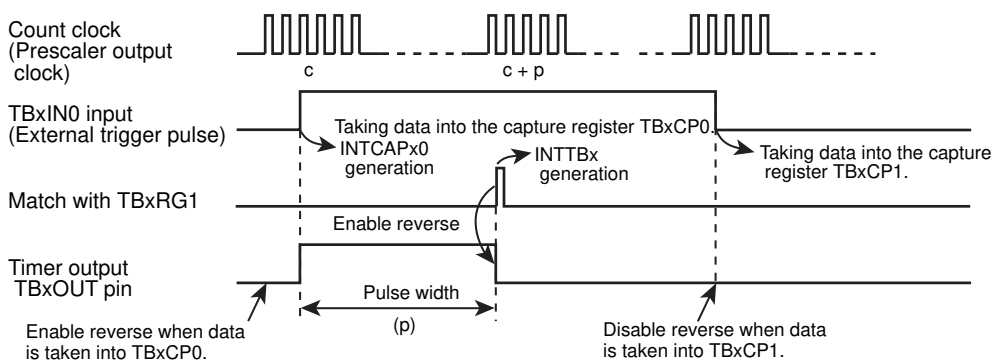 Count clock
(Prescaler output
clock)
c
c + p
TBxIN0 input
(External trigger pulse)
Taking data into the capture register TBxCP0.
INTCAPx0
generation
INTTBx
generation
Taking data into the capture
register TBxCP1.
Match with TBxRG1
Enable reverse
Timer output
TBxOUT pin
Pulse width
(p)
Enable reverse when data
is taken into TBxCP0.
Disable reverse when data
is taken into TBxCP1.